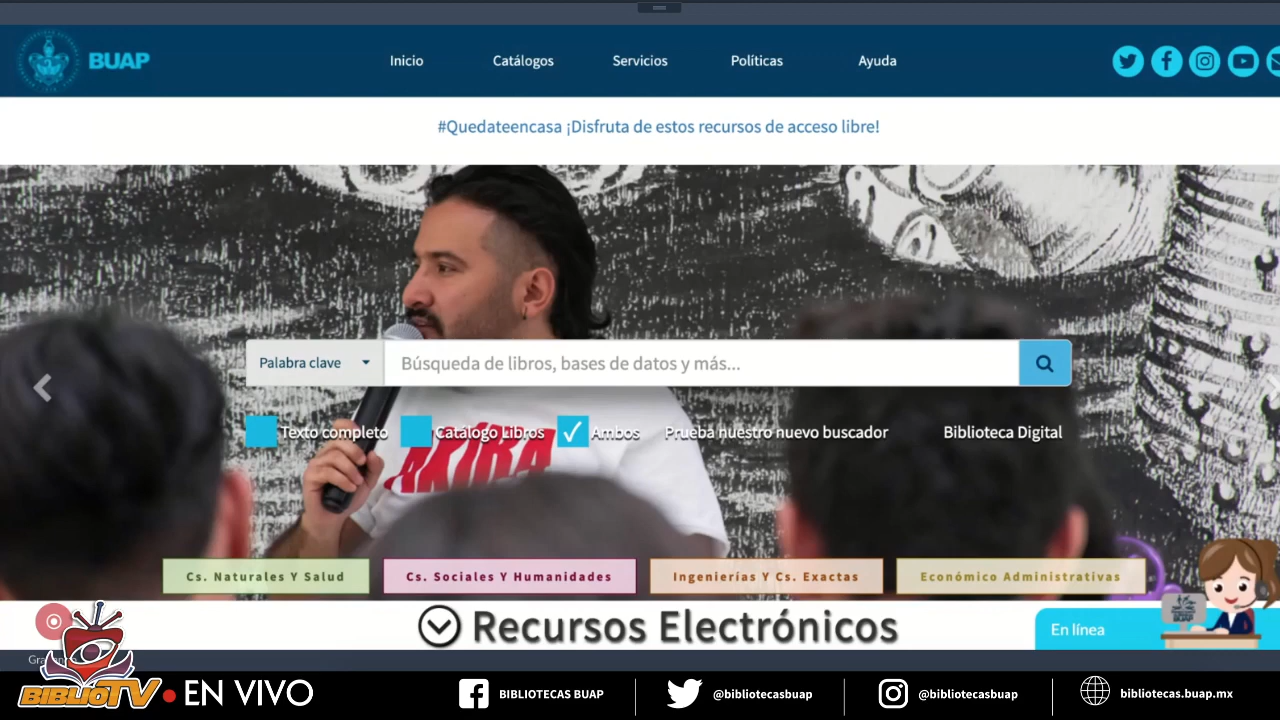 BUAP
Inicio Catálogos Servicios Políticas Ayuda
#Quedateencasa ¡Disfruta de estos recursos de acceso libre!
Palabra clave Búsqueda de libros, bases de datos y más...
Texto completo Catálogo Libros Ambos Prueba nuestro nuevo buscador Biblioteca Digital
AKIRA
Cs. Naturales Y Salud Cs. Sociales Y Humanidades Ingenierías Y Cs. Exactas Económico Administrativas
Recursos Electrónicos
BUAP
En línea
BIBLIOTV EN VIVO BIBLIOTECAS BUAP @bibliotecasbuap @bibliotecasbuap bibliotecas.buap.mx